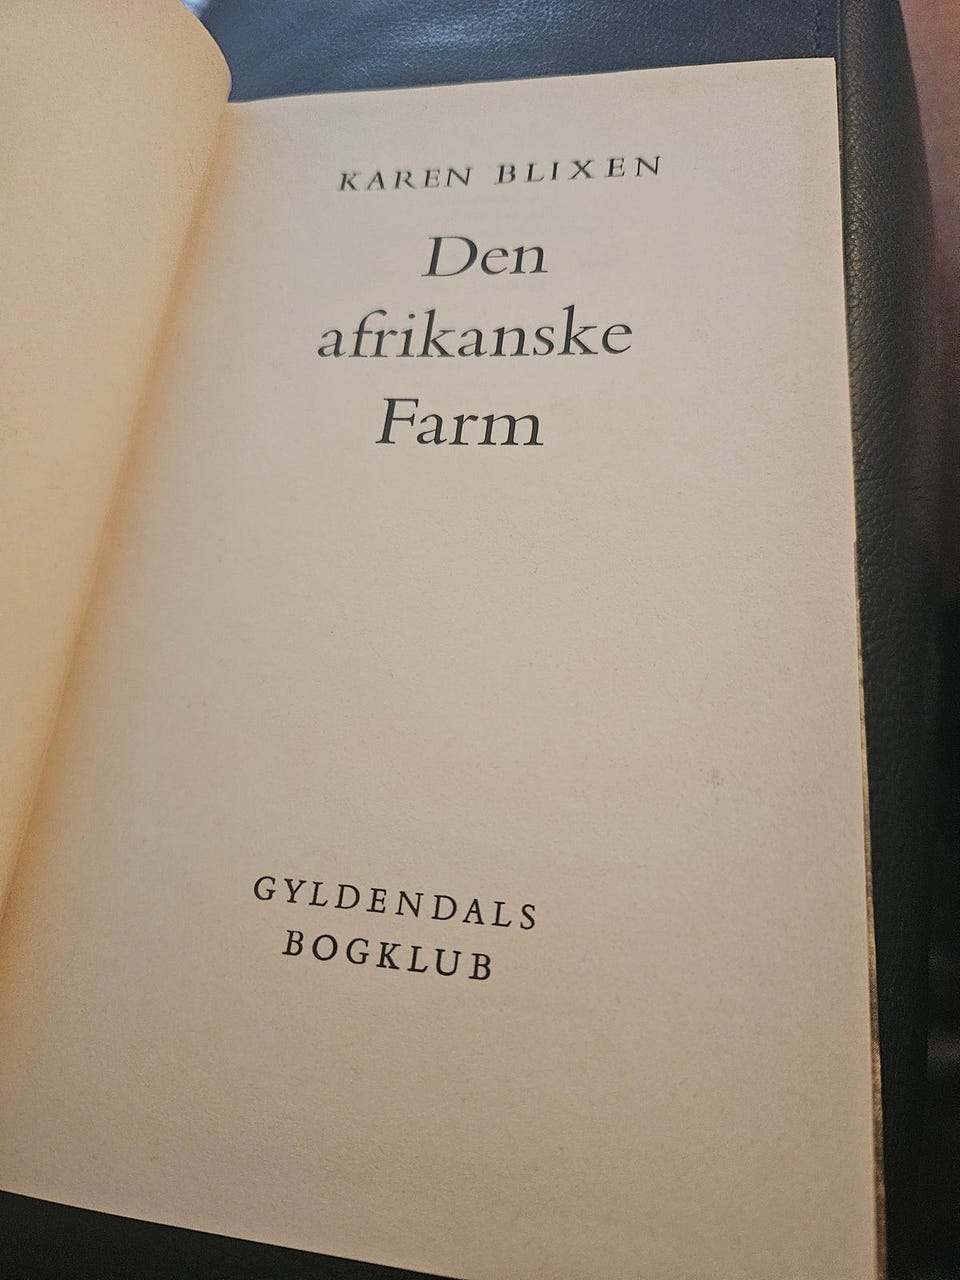 KAREN BLIXEN
Den
afrikanske
Farm
GYLDENDALS
BOGKLUB